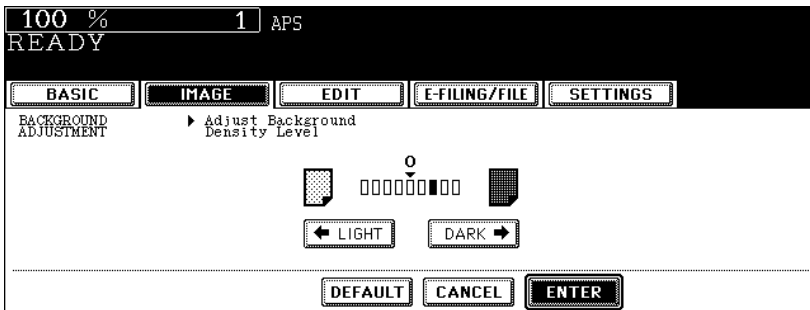 100 % 1 APS
READY
BASIC IMAGE EDIT E-FILING/FILE SETTINGS
BACKGROUND
ADJUSTMENT
Adjust Background
Density Level
0
LIGHT DARK
DEFAULT CANCEL ENTER